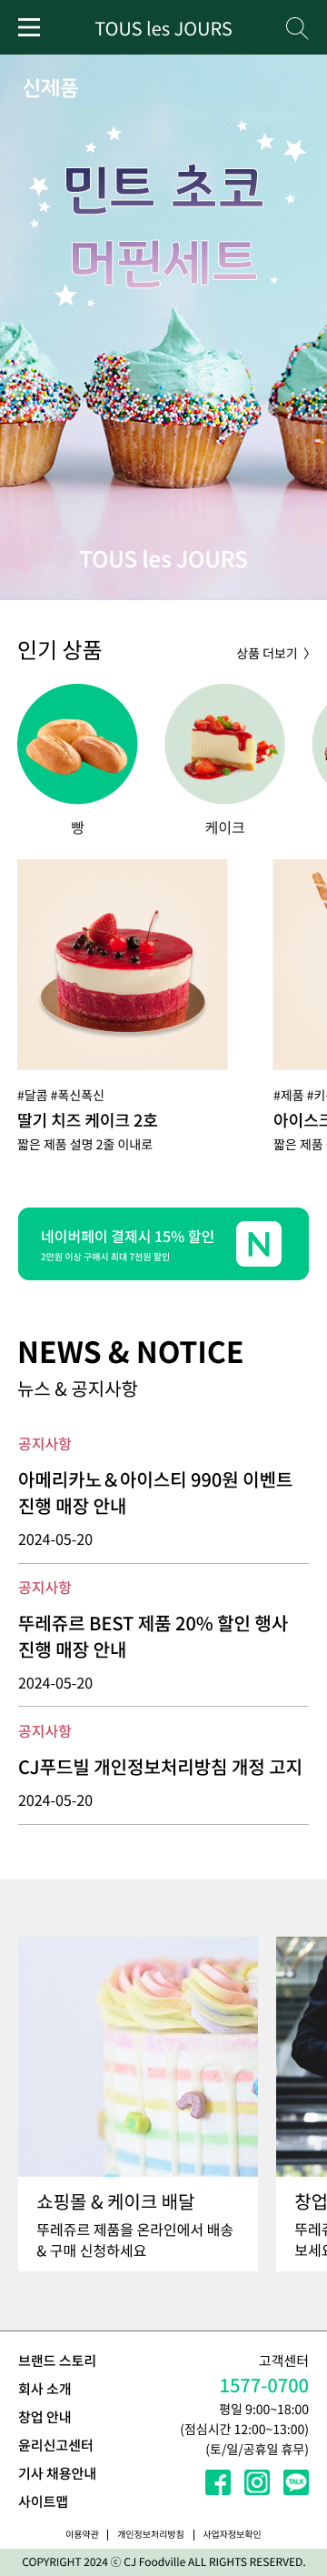 TOUS les JOURS
신제품
민트 초코
머핀세트
TOUS les JOURS
인기 상품
상품 더보기 〉
빵
케이크
#달콤 #폭신폭신
딸기 치즈 케이크 2호
짧은 제품 설명 2줄 이내로
#제품
짧은 제품
네이버페이 결제시 15% 할인
2만원 이상 구매시 최대 7천원 할인
N
NEWS & NOTICE
뉴스 & 공지사항
공지사항
아메리카노＆아이스티 990원 이벤트
진행 매장 안내
2024-05-20
공지사항
뚜레쥬르 BEST 제품 20% 할인 행사
진행 매장 안내
2024-05-20
공지사항
CJ푸드빌 개인정보처리방침 개정 고지
2024-05-20
쇼핑몰 & 케이크 배달
뚜레쥬르 제품을 온라인에서 배송
& 구매 신청하세요
창업
브랜드 스토리
회사 소개
창업 안내
윤리신고센터
기사 채용안내
사이트맵
고객센터
1577-0700
평일 9:00~18:00
(점심시간 12:00~13:00)
(토/일/공휴일 휴무)
TALK
이용약관 | 개인정보처리방침 | 사업자정보확인
COPYRIGHT 2024 ⓒ CJ Foodville ALL RIGHTS RESERVED.